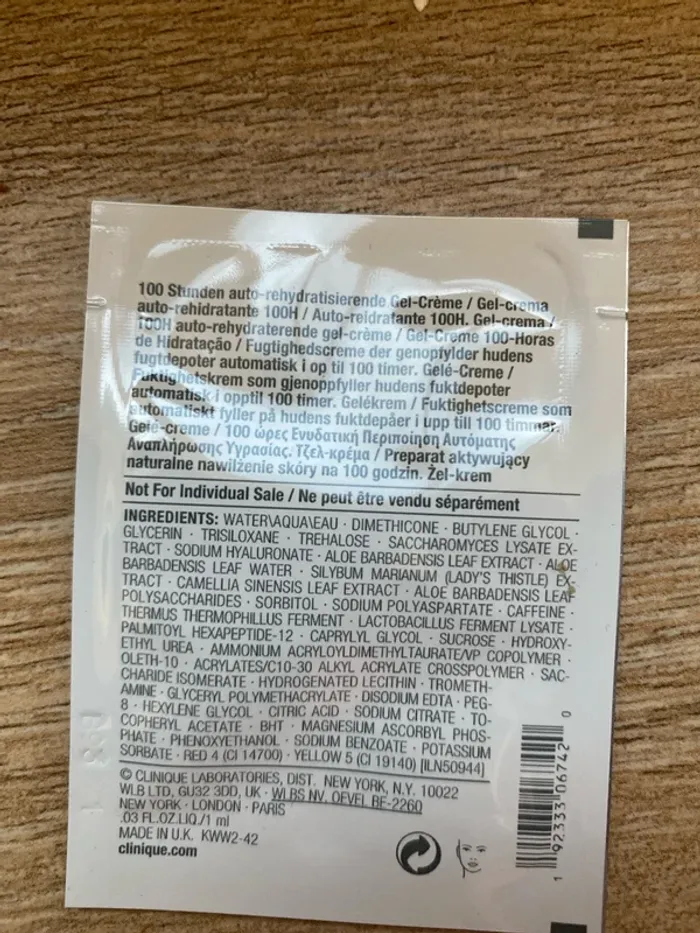 100 Stunden auto-rehydratisierende Gel-Crème / Gel-crema
auto-rehidratante 100H / Auto-reidratante 100H. Gel-crema /
100H auto-rehydraterende gel-crème / Gel-Creme 100-Horas
de Hidratação / Fugtighedscreme der genopfylder hudens
fugtdepoter automatisk i op til 100 timer. Gelé-Creme /
Fuktighetskrem som gjenoppfyller hudens fuktdepoter
automatisk i opptil 100 timer. Gelékrem / Fuktighetscreme som
automatiskt fyller på hudens fuktdepåer i upp till 100 timmar.
Gelé-creme / 100 ώρες Ενυδατική Περιποίηση Αυτόματης
Αναπλήρωσης Υγρασίας. Τζελ-κρέμα / Preparat aktywujący
naturalne nawilżenie skóry na 100 godzin. Żel-krem
Not For Individual Sale / Ne peut être vendu séparément
INGREDIENTS: WATER\AQUA\EAU · DIMETHICONE · BUTYLENE GLYCOL ·
GLYCERIN · TRISILOXANE · TREHALOSE · SACCHAROMYCES LYSATE EX-
TRACT · SODIUM HYALURONATE · ALOE BARBADENSIS LEAF EXTRACT · ALOE
BARBADENSIS LEAF WATER · SILYBUM MARIANUM (LADY'S THISTLE) EX-
TRACT · CAMELLIA SINENSIS LEAF EXTRACT · ALOE BARBADENSIS LEAF
POLYSACCHARIDES · SORBITOL · SODIUM POLYASPARTATE · CAFFEINE ·
THERMUS THERMOPHILLUS FERMENT · LACTOBACILLUS FERMENT LYSATE ·
PALMITOYL HEXAPEPTIDE-12 · CAPRYLYL GLYCOL · SUCROSE · HYDROXY-
ETHYL UREA · AMMONIUM ACRYLOYLDIMETHYLTAURATE/VP COPOLYMER ·
OLETH-10 · ACRYLATES/C10-30 ALKYL ACRYLATE CROSSPOLYMER · SAC-
CHARIDE ISOMERATE · HYDROGENATED LECITHIN · TROMETH-
AMINE · GLYCERYL POLYMETHACRYLATE · DISODIUM EDTA · PEG-
8 · HEXYLENE GLYCOL · CITRIC ACID · SODIUM CITRATE · TO-
COPHERYL ACETATE · BHT · MAGNESIUM ASCORBYL PHOS-
PHATE · PHENOXYETHANOL · SODIUM BENZOATE · POTASSIUM
SORBATE · RED 4 (CI 14700) · YELLOW 5 (CI 19140) [ILN50944]
© CLINIQUE LABORATORIES, DIST. NEW YORK, N.Y. 10022
WLB LTD, GU32 3DD, UK · WLBS NV. OEVEL BE-2260
NEW YORK · LONDON · PARIS
.03 FL.OZ.LIQ./1 ml
MADE IN U.K. KWW2-42
clinique.com
1 92333 06742 0